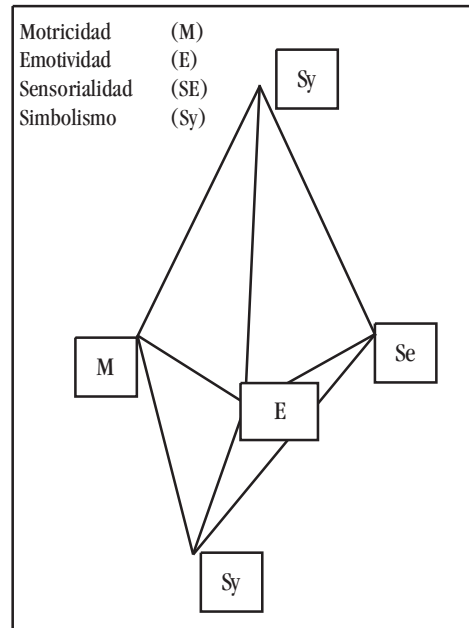 Motricidad (M)
Emotividad (E)
Sensorialidad (SE)
Simbolismo (Sy)
Sy
M
Se
E
Sy